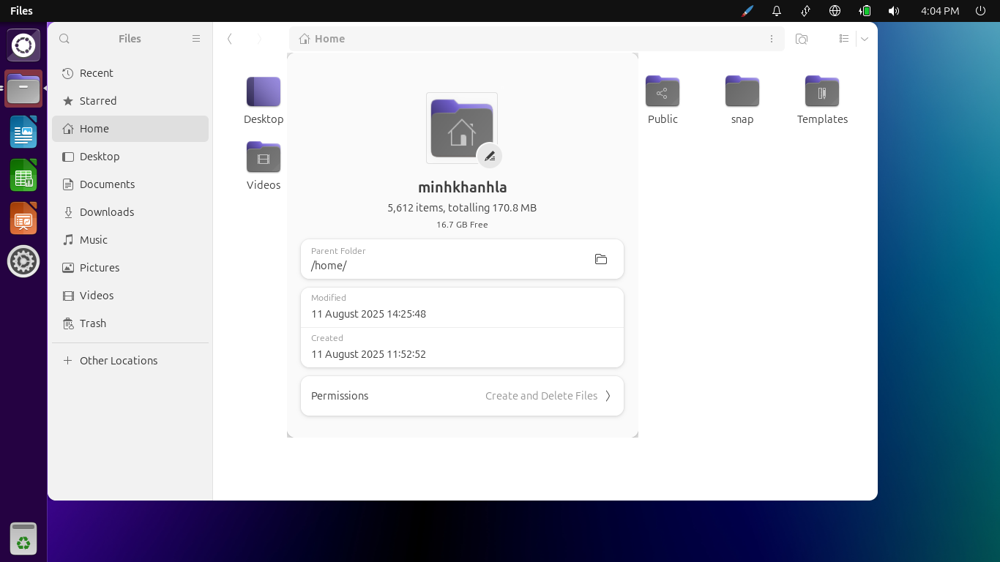 Files
4:04 PM
Files
Home
Recent
Starred
Home
Desktop
Documents
Downloads
Music
Pictures
Videos
Trash
Other Locations
Desktop
Public
snap
Templates
Videos
minhkhanhla
5,612 items, totalling 170.8 MB
16.7 GB Free
Parent Folder
/home/
Modified
11 August 2025 14:25:48
Created
11 August 2025 11:52:52
Permissions
Create and Delete Files